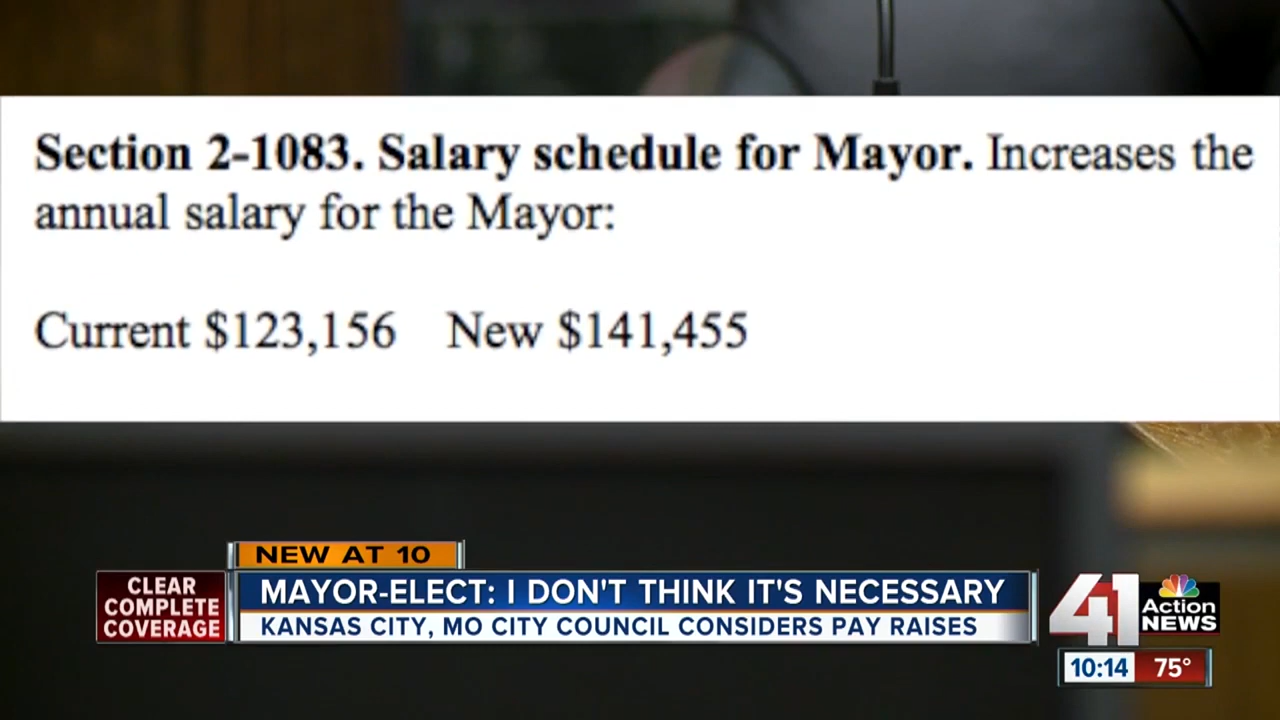 Section 2-1083. Salary schedule for Mayor. Increases the
annual salary for the Mayor:
Current $123,156 New $141,455
NEW AT 10
CLEAR
COMPLETE
COVERAGE
MAYOR-ELECT: I DON'T THINK IT'S NECESSARY
KANSAS CITY, MO CITY COUNCIL CONSIDERS PAY RAISES
41
Action
NEWS
10:14 75°